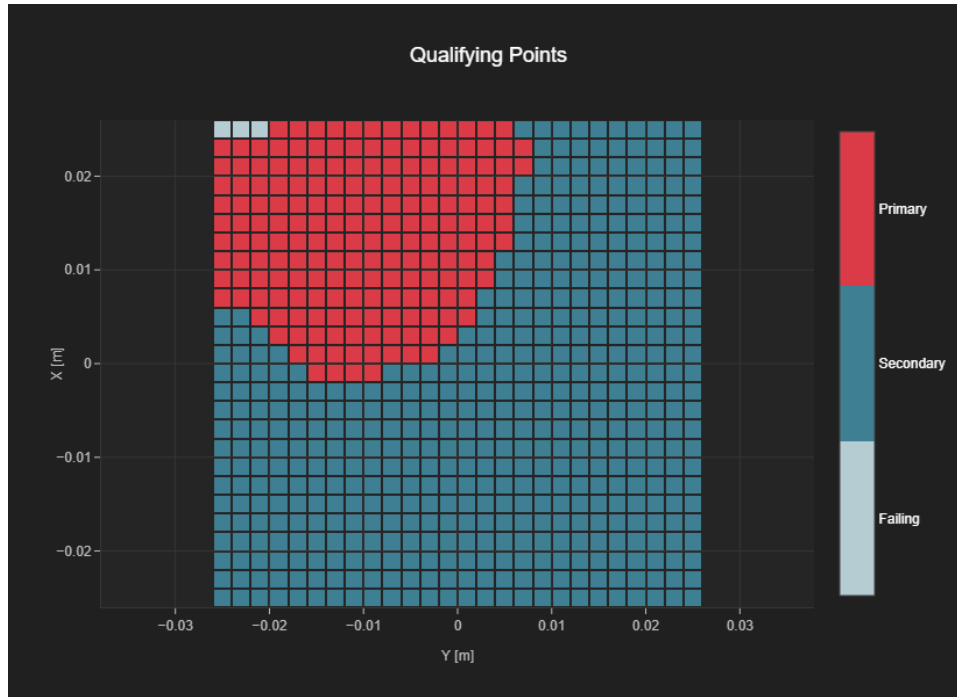 Qualifying Points
0.02
0.01
0
−0.01
−0.02
X [m]
−0.03
−0.02
−0.01
0
0.01
0.02
0.03
Y [m]
Primary
Secondary
Failing